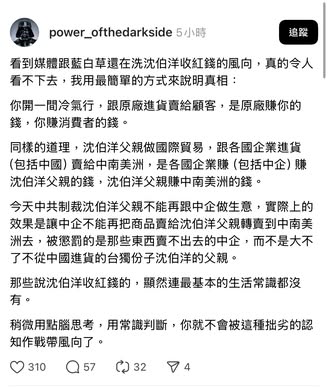 power_ofthedarkside 5小時
追蹤
看到媒體跟藍白草還在洗沈伯洋收紅錢的風向，真的令人
看不下去，我用最簡單的方式來說明真相：
你開一間冷氣行，跟原廠進貨賣給顧客，是原廠賺你的
錢，你賺消費者的錢。
同樣的道理，沈伯洋父親做國際貿易，跟各國企業進貨
(包括中國) 賣給中南美洲，是各國企業賺 (包括中企) 賺
沈伯洋父親的錢，沈伯洋父親賺中南美洲的錢。
今天中共制裁沈伯洋父親不能再跟中企做生意，實際上的
效果是讓中企不能再把商品賣給沈伯洋父親轉賣到中南美
洲去，被懲罰的是那些東西賣不出去的中企，而不是大不
了不從中國進貨的台獨份子沈伯洋的父親。
那些說沈伯洋收紅錢的，顯然連最基本的生活常識都沒
有。
稍微用點腦思考，用常識判斷，你就不會被這種拙劣的認
知作戰帶風向了。
310 57 32 4